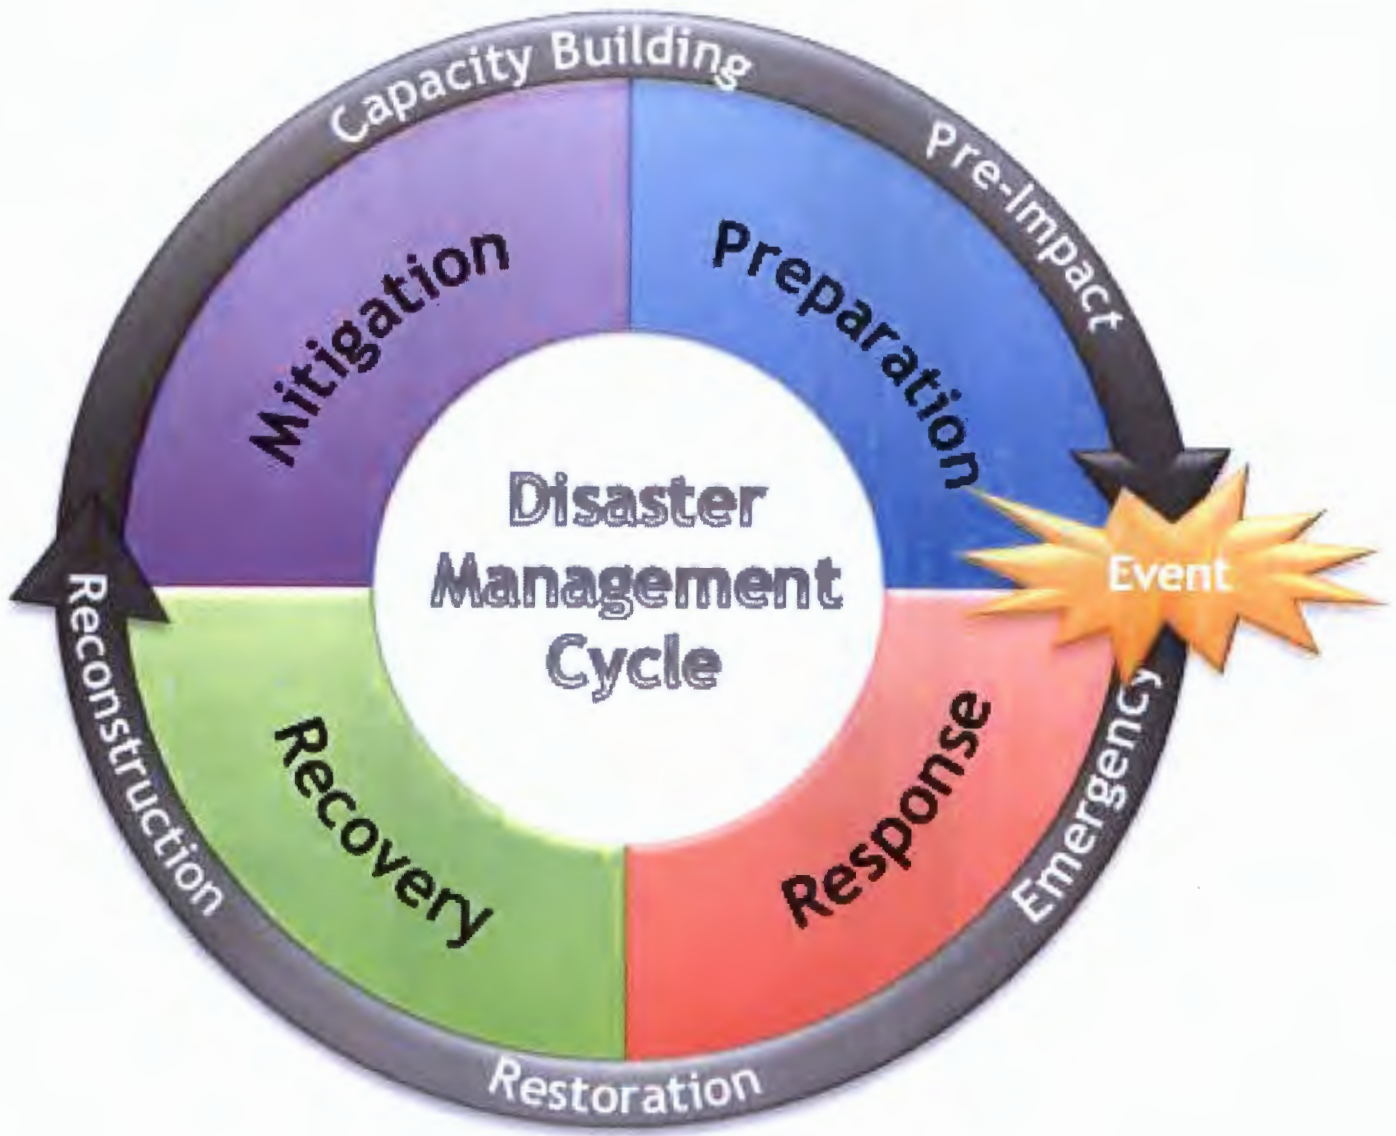 Capacity Building
Pre-Impact
Mitigation
Preparation
Disaster
Management
Cycle
Event
Reconstruction
Recovery
Response
Emergency
Restoration